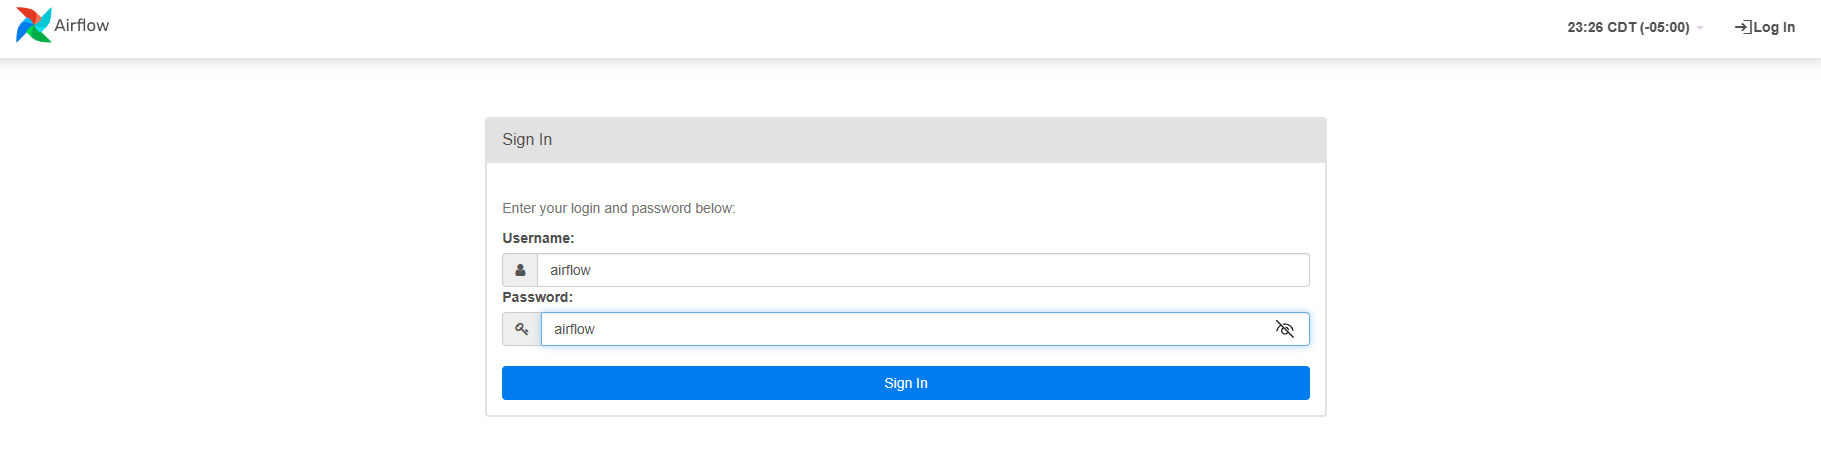 Airflow
23:26 CDT (-05:00)
Log In
Sign In
Enter your login and password below:
Username:
airflow
Password:
airflow
Sign In